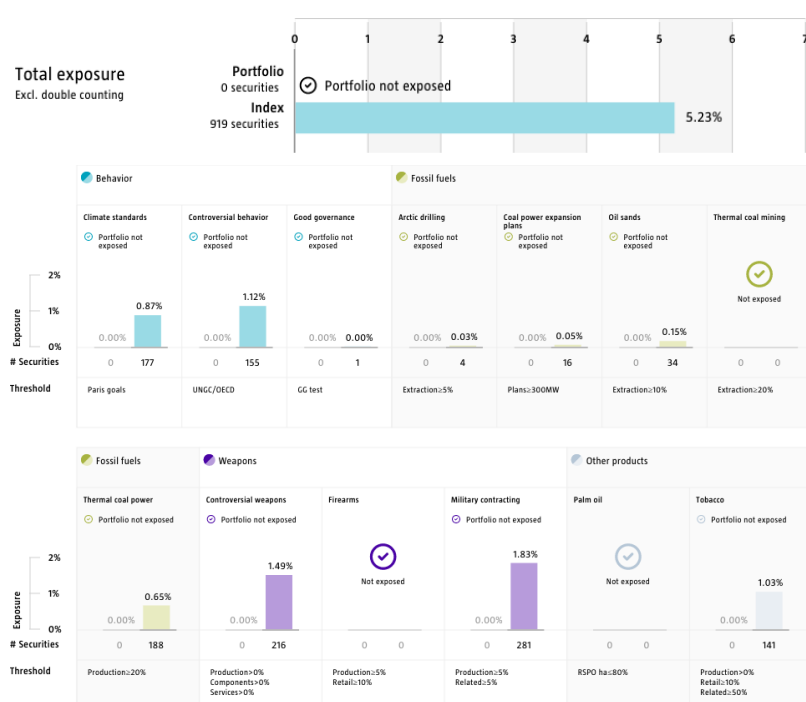 0 1 2 3 4 5 6 7
Total exposure
Excl. double counting
Portfolio
0 securities
Portfolio not exposed
Index
919 securities
5.23%
Behavior
Fossil fuels
Climate standards
Controversial behavior
Good governance
Arctic drilling
Coal power expansion
plans
Oil sands
Thermal coal mining
Portfolio not
exposed
Portfolio not
exposed
Portfolio not
exposed
Portfolio not
exposed
Portfolio not
exposed
Portfolio not
exposed
Not exposed
Exposure
2%
1%
0%
0.00% 0.87%
0.00% 1.12%
0.00% 0.00%
0.00% 0.03%
0.00% 0.05%
0.00% 0.15%
# Securities 0 177 0 155 0 1 0 4 0 16 0 34 0 0
Threshold Paris goals UNGC/OECD GG test Extraction≥5% Plans≥300MW Extraction≥10% Extraction≥20%
Fossil fuels
Weapons
Other products
Thermal coal power
Controversial weapons
Firearms
Military contracting
Palm oil
Tobacco
Portfolio not exposed
Portfolio not exposed
Not exposed
Portfolio not exposed
Not exposed
Portfolio not exposed
Exposure
2%
1%
0%
0.00% 0.65%
0.00% 1.49%
0.00% 1.83%
0.00% 1.03%
# Securities 0 188 0 216 0 0 0 281 0 0 0 141
Threshold
Production≥20%
Production>0%
Components>0%
Services>0%
Production≥5%
Retail≥10%
Production≥5%
Related≥5%
RSPO ha≤80%
Production>0%
Retail≥10%
Related≥50%